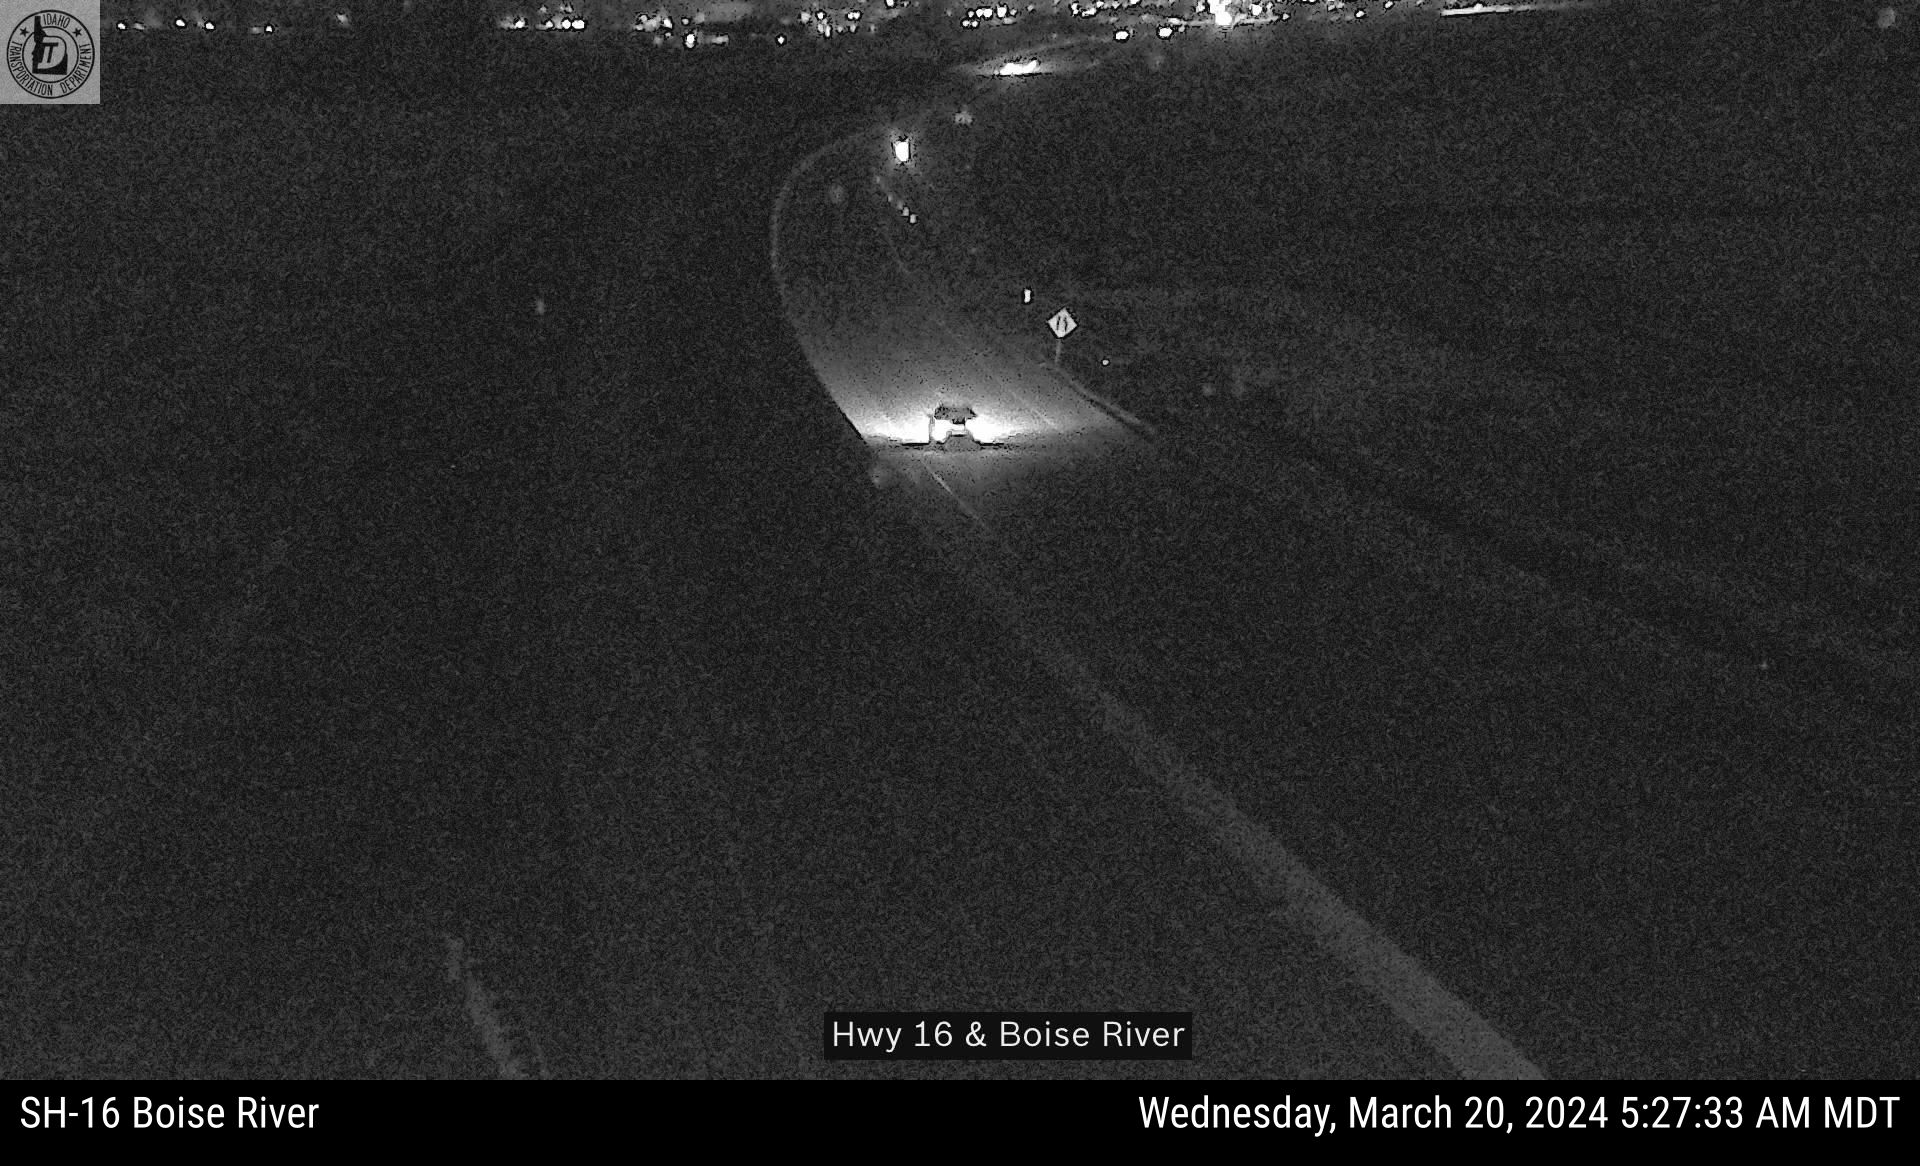 IDAHO
TRANSPORTATION DEPARTMENT
Hwy 16 & Boise River
SH-16 Boise River
Wednesday, March 20, 2024 5:27:33 AM MDT